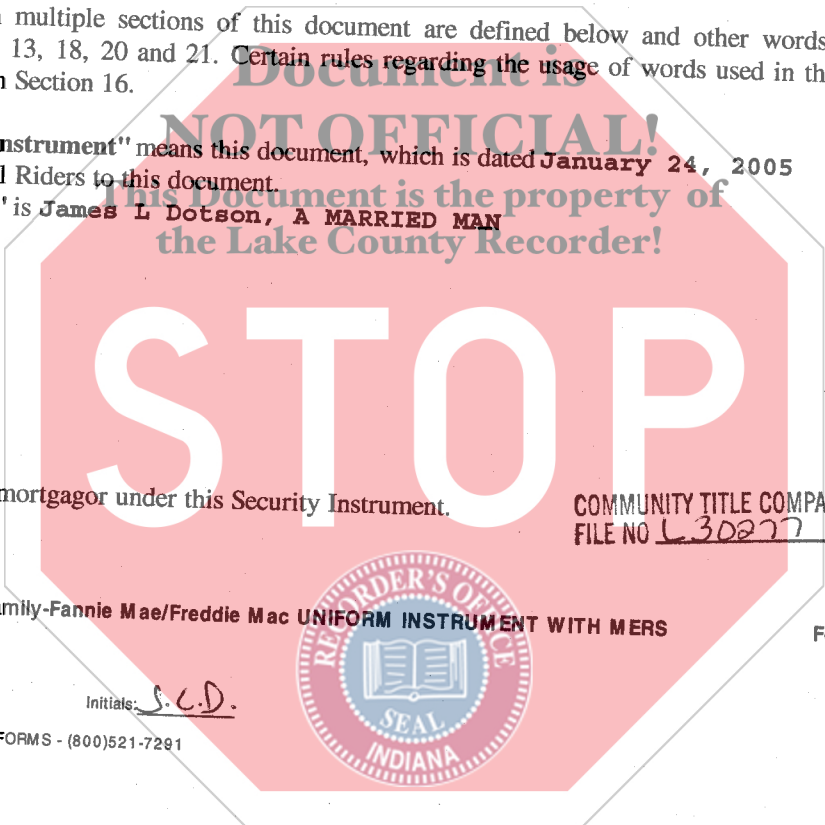 multiple sections of this document are defined below and other words
13, 18, 20 and 21. Certain rules regarding the usage of words used in th
Section 16.
Document is
NOT OFFICIAL!
nstrument" means this document, which is dated January 24, 2005
Riders to this document.
This Document is the property of
' is James L Dotson, A MARRIED MAN
the Lake County Recorder!
STOP
mortgagor under this Security Instrument.
COMMUNITY TITLE COMPA
FILE NO L30277
mily-Fannie Mae/Freddie Mac UNIFORM INSTRUMENT WITH MERS
RECORDER'S OFFICE
SEAL
INDIANA
Initials: J.L.D.
FORMS - (800)521-7291